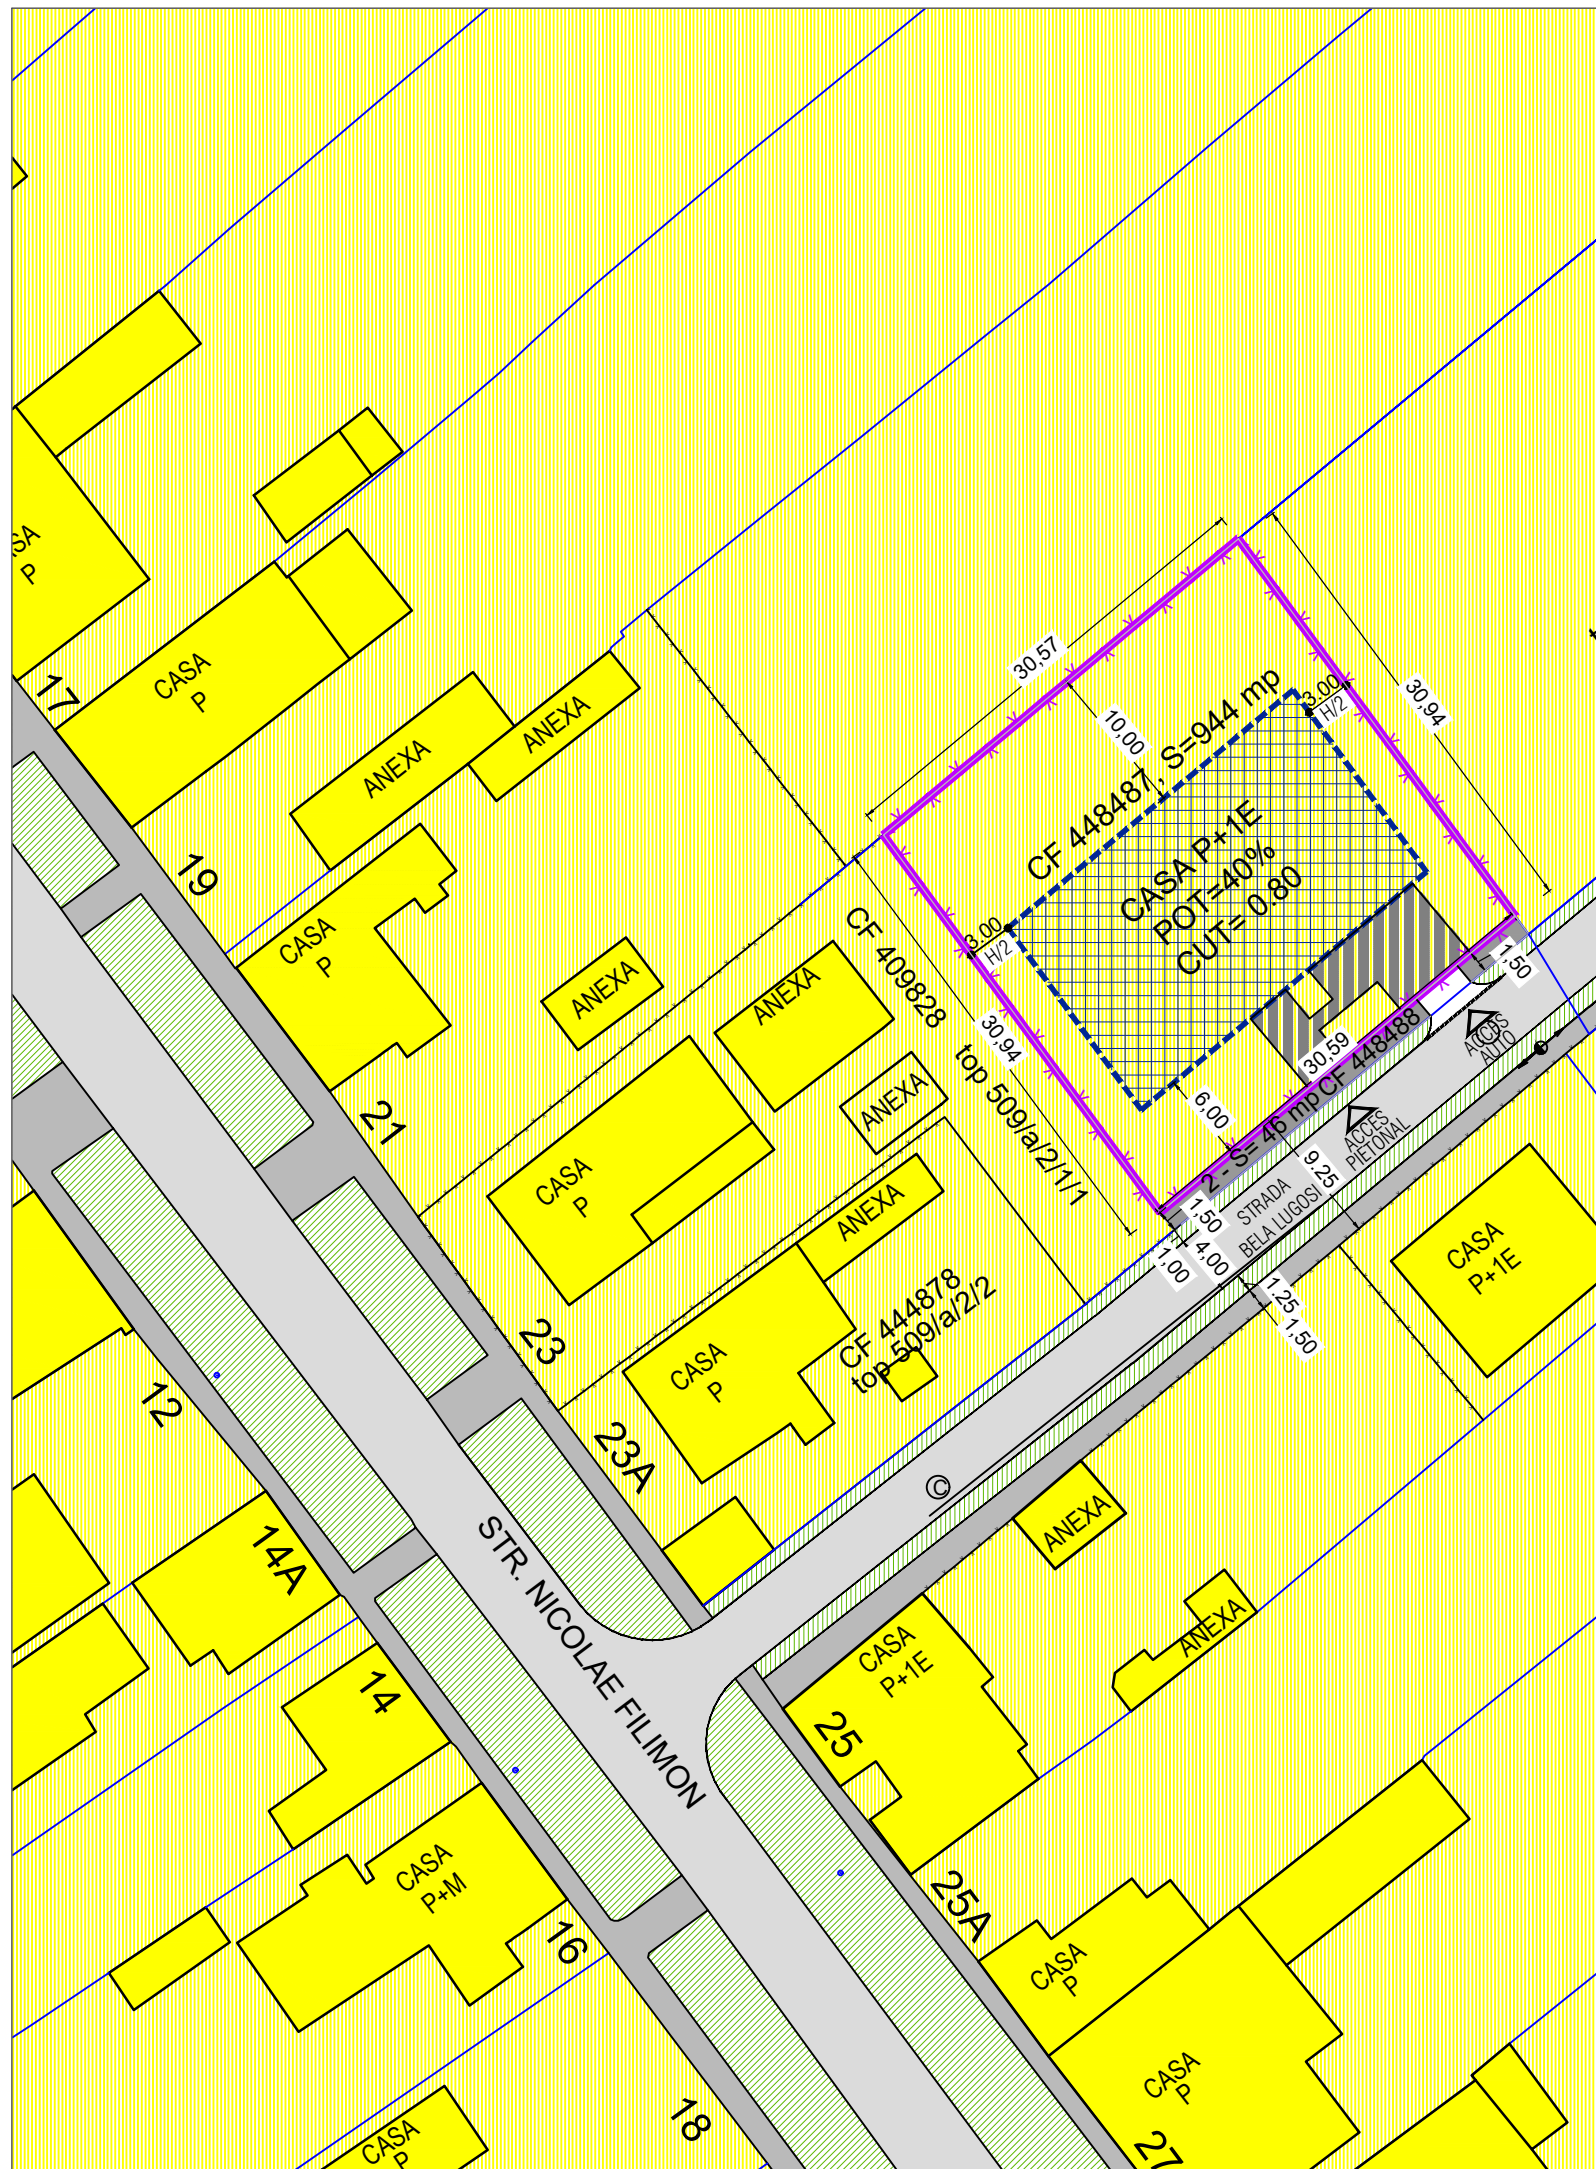 P
17
CASA
P
ANEXA
ANEXA
19
CASA
P
ANEXA
ANEXA
ANEXA
21
CASA
P
ANEXA
23
CASA
P
23A
CF 409828
top 509/a/2/1/1
CF 444878
top 509/a/2/2
30,57
30,94
30,94
30,59
10,00
3.00
H/2
3.00
H/2
CF 448487, S=944 mp
CASA P+1E
POT=40%
CUT= 0.80
6,00
1,50
2 - S= 46 mp
CF 448488
ACCES
AUTO
ACCES
PIETONAL
STRADA
BELA LUGOSI
9.25
1,50
4,00
1,00
1.25
1,50
CASA
P+1E
C
ANEXA
ANEXA
STR. NICOLAE FILIMON
12
14A
14
CASA
P+M
16
18
CASA
P
CASA
P+1E
25
25A
CASA
P
CASA
P
27